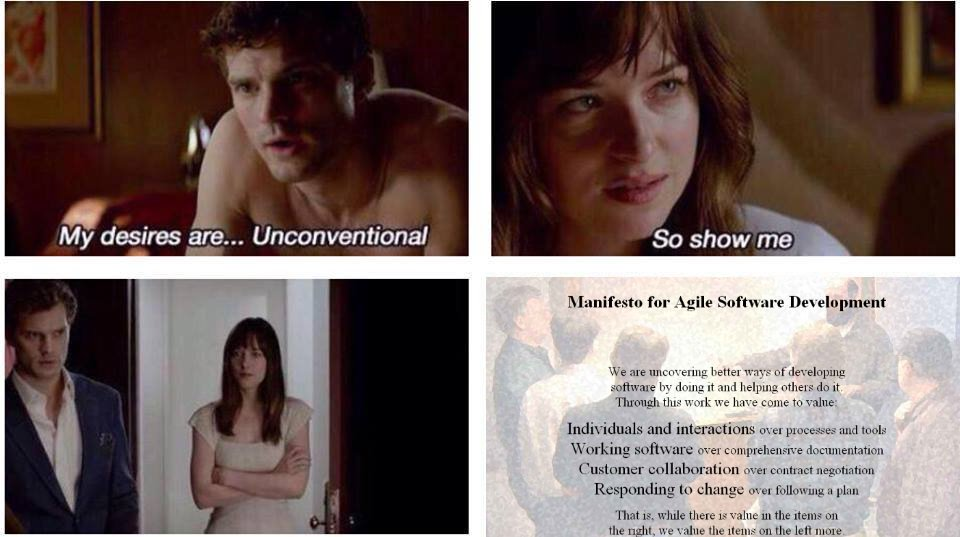 My desires are... Unconventional
So show me
Manifesto for Agile Software Development
We are uncovering better ways of developing
software by doing it and helping others do it.
Through this work we have come to value:
Individuals and interactions over processes and tools
Working software over comprehensive documentation
Customer collaboration over contract negotiation
Responding to change over following a plan
That is, while there is value in the items on
the right, we value the items on the left more.